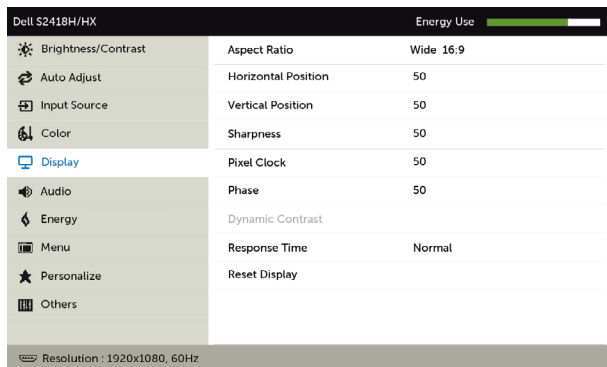 Dell S2418H/HX Energy Use
Brightness/Contrast
Auto Adjust
Input Source
Color
Display
Audio
Energy
Menu
Personalize
Others
Aspect Ratio Wide 16:9
Horizontal Position 50
Vertical Position 50
Sharpness 50
Pixel Clock 50
Phase 50
Dynamic Contrast
Response Time Normal
Reset Display
Resolution : 1920x1080, 60Hz